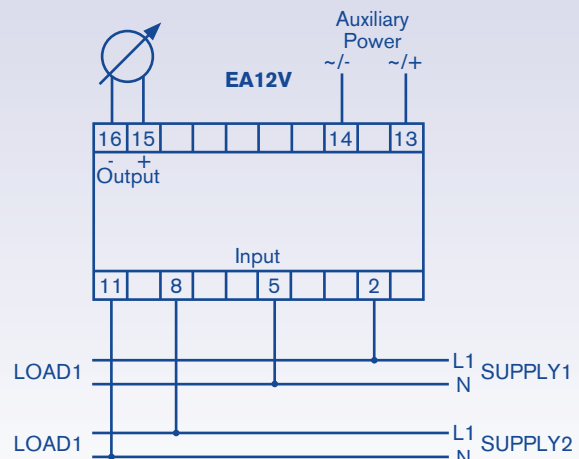 Auxiliary
Power
~/- ~/+
EA12V
16 15 14 13
- +
Output
Input
11 8 5 2
LOAD1 L1 SUPPLY1
N
LOAD1 L1 SUPPLY2
N